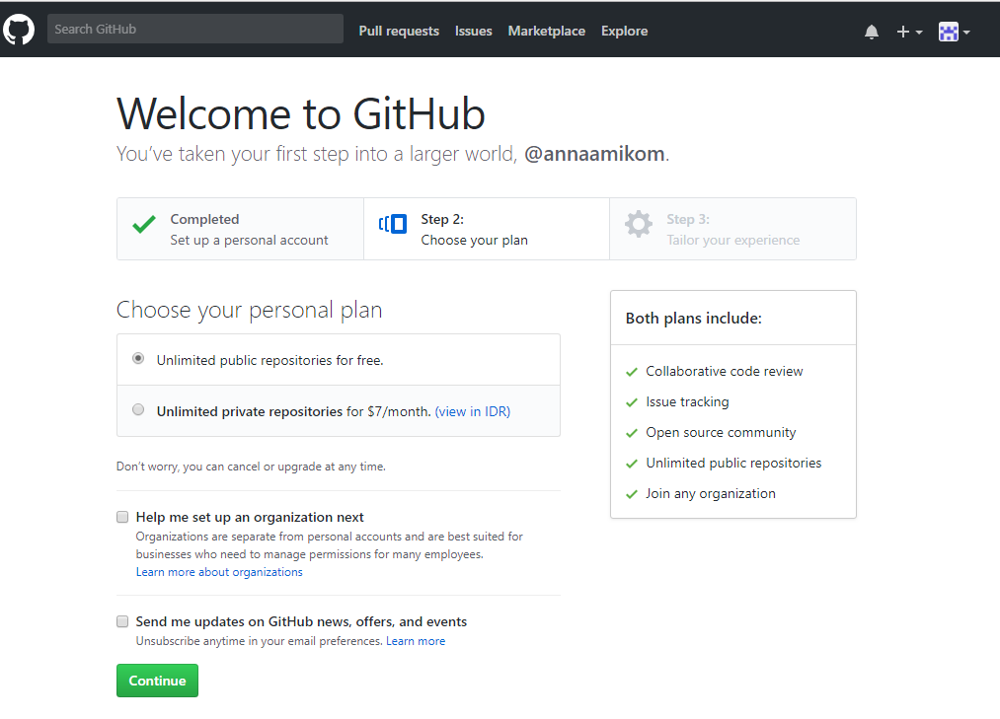 Search GitHub
Pull requests
Issues
Marketplace
Explore
Welcome to GitHub
You’ve taken your first step into a larger world, @annaamikom.
Completed
Set up a personal account
Step 2:
Choose your plan
Step 3:
Tailor your experience
Choose your personal plan
Unlimited public repositories for free.
Unlimited private repositories for $7/month. (view in IDR)
Don’t worry, you can cancel or upgrade at any time.
Help me set up an organization next
Organizations are separate from personal accounts and are best suited for
businesses who need to manage permissions for many employees.
Learn more about organizations
Send me updates on GitHub news, offers, and events
Unsubscribe anytime in your email preferences. Learn more
Continue
Both plans include:
Collaborative code review
Issue tracking
Open source community
Unlimited public repositories
Join any organization